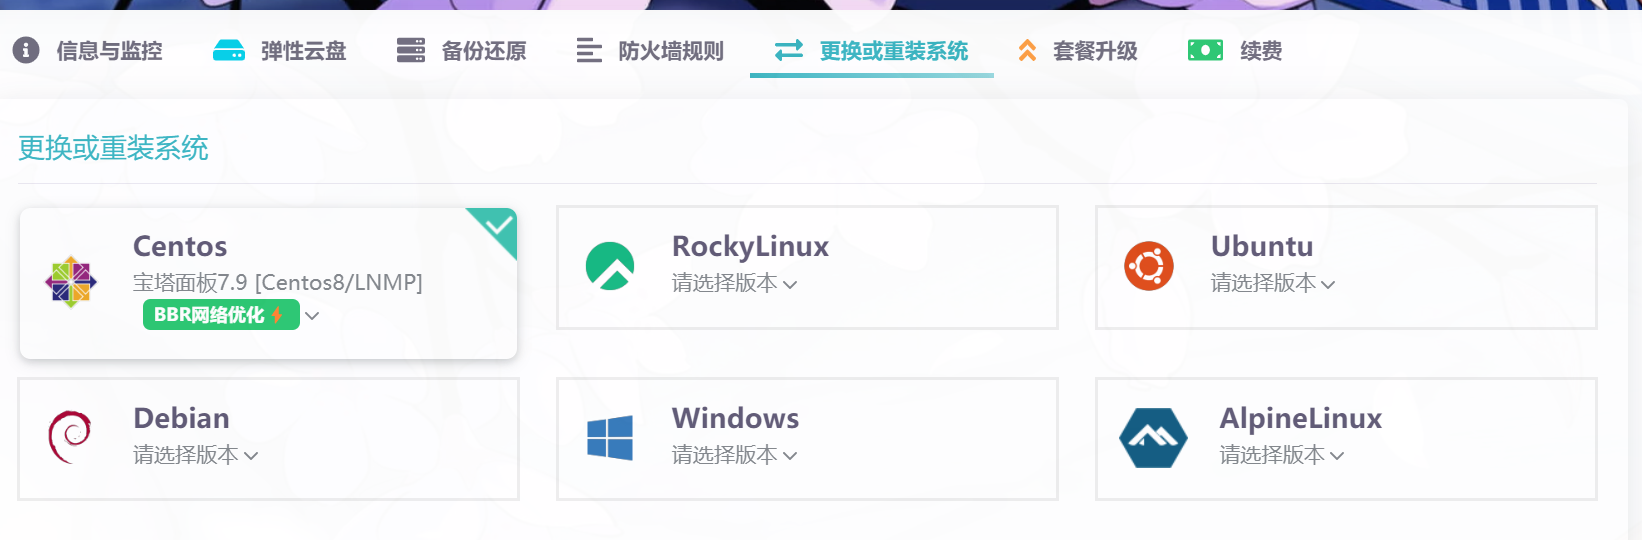 信息与监控 弹性云盘 备份还原 防火墙规则 更换或重装系统 套餐升级 续费
更换或重装系统
Centos
宝塔面板7.9 [Centos8/LNMP]
BBR网络优化
RockyLinux
请选择版本
Ubuntu
请选择版本
Debian
请选择版本
Windows
请选择版本
AlpineLinux
请选择版本